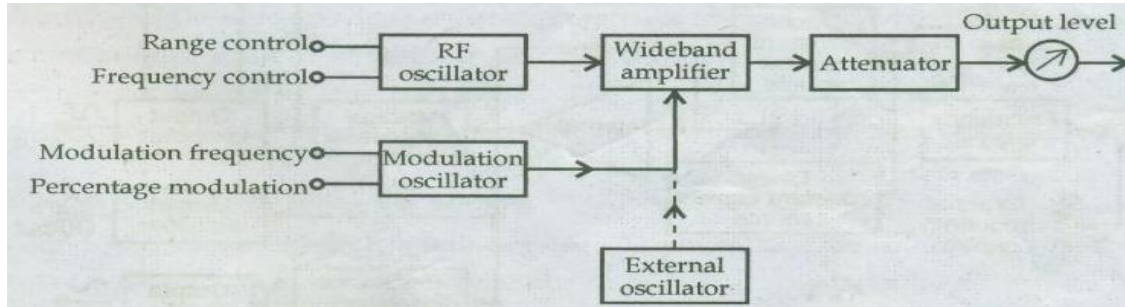 Output level
Range control
Frequency control
RF
oscillator
Wideband
amplifier
Attenuator
Modulation frequency
Percentage modulation
Modulation
oscillator
External
oscillator